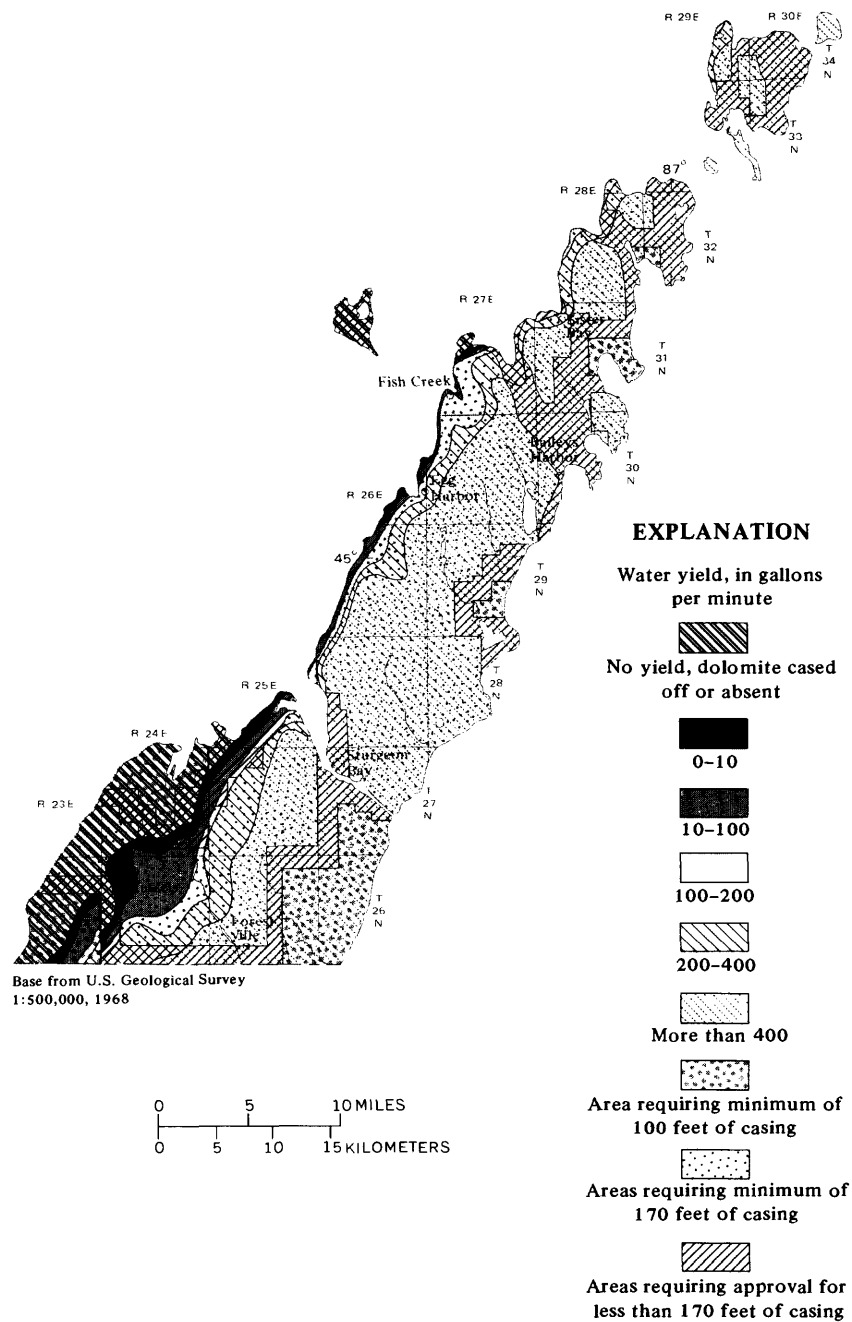 R 29E
R 30E
T
34
N
T
33
N
87°
R 28E
T
32
N
R 27E
Sister
Bay
T
31
N
Fish Creek
Baileys
Harbor
T
30
N
Egg
Harbor
R 26E
45°
T
29
N
T
28
N
R 25E
R 24E
Sturgeon
Bay
T
27
N
R 23E
T
26
N
Forest-
ville
Base from U.S. Geological Survey
1:500,000, 1968
0 5 10 MILES
0 5 10 15 KILOMETERS
EXPLANATION
Water yield, in gallons
per minute
No yield, dolomite cased
off or absent
0-10
10-100
100-200
200-400
More than 400
Area requiring minimum of
100 feet of casing
Areas requiring minimum of
170 feet of casing
Areas requiring approval for
less than 170 feet of casing